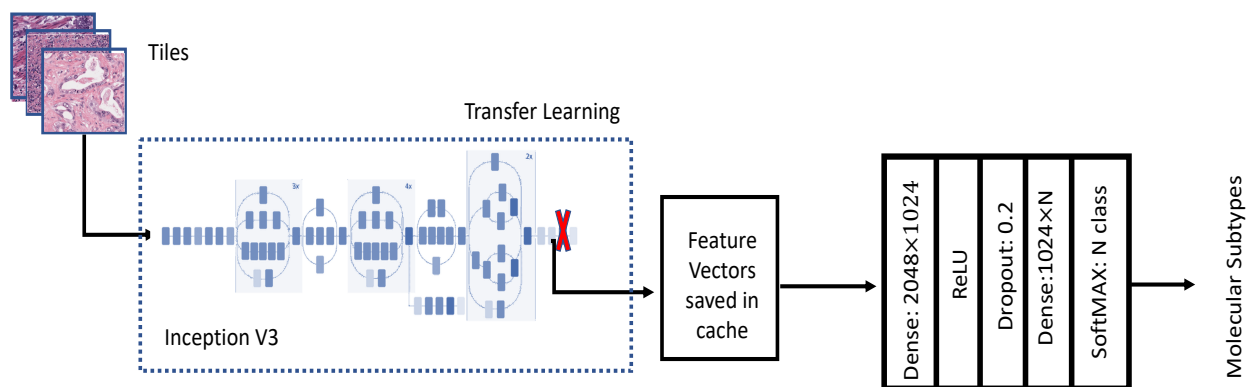 Tiles
Transfer Learning
3x
4x
2x
Inception V3
Feature
Vectors
saved in
cache
Dense: 2048×1024
ReLU
Dropout: 0.2
Dense:1024×N
SoftMAX: N class
Molecular Subtypes